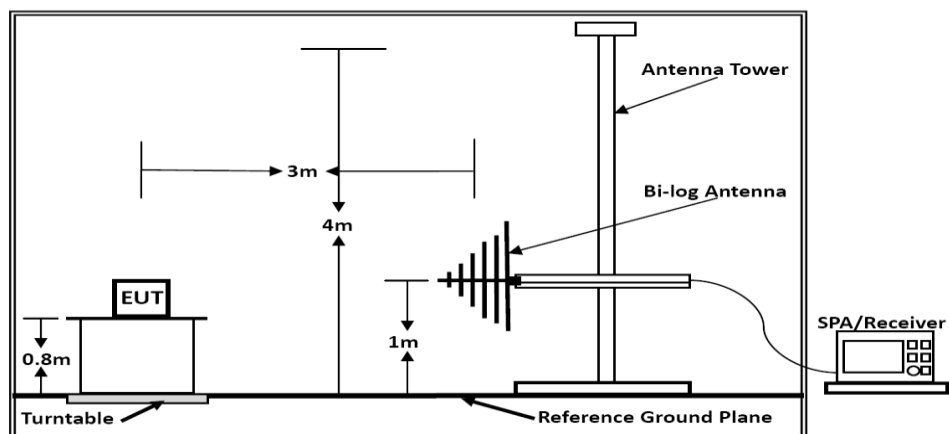 Antenna Tower
3m
Bi-log Antenna
4m
EUT
SPA/Receiver
0.8m
1m
Turntable
Reference Ground Plane